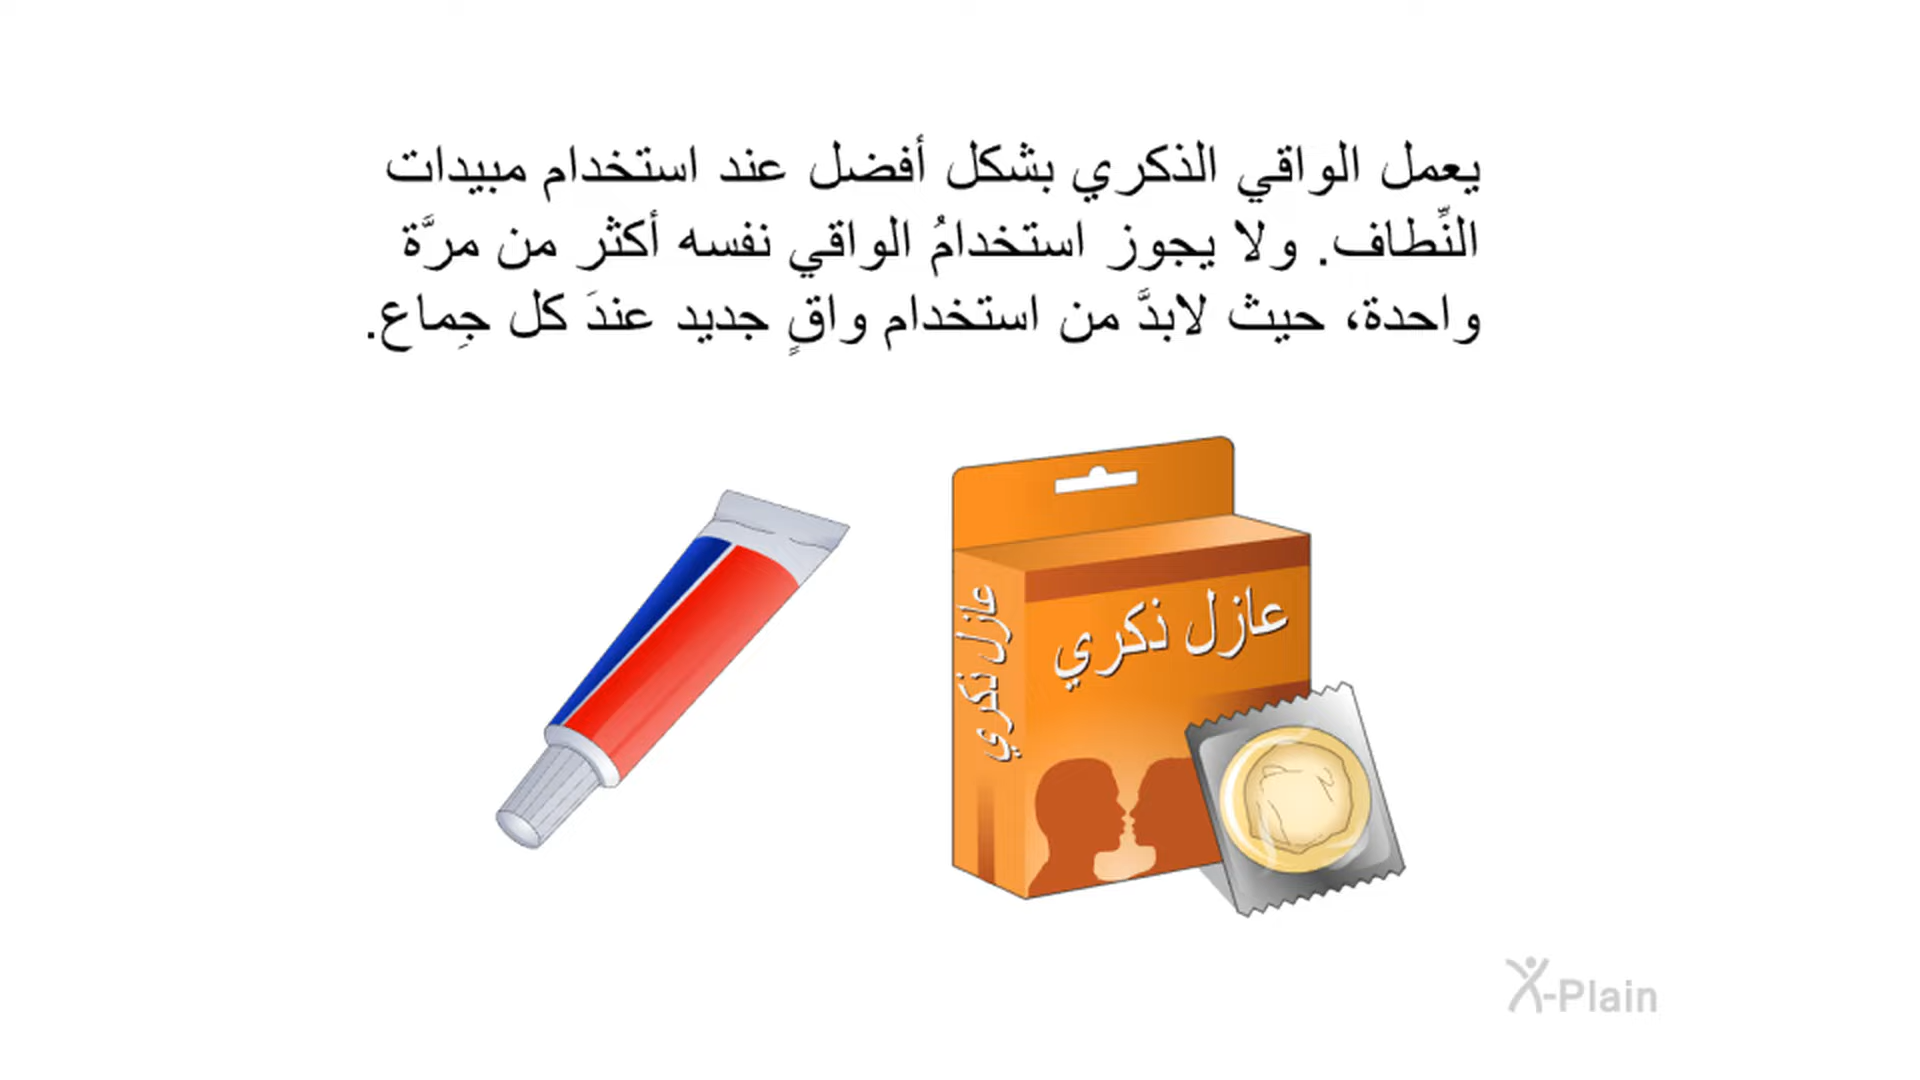 يعمل الواقي الذكري بشكل أفضل عند استخدام مبيدات
النِّطاف. ولا يجوز استخدامُ الواقي نفسه أكثر من مرَّة
واحدة، حيث لابدَّ من استخدام واقٍ جديد عندَ كل جِماع.
عازل ذكري
عازل ذكري
X-Plain